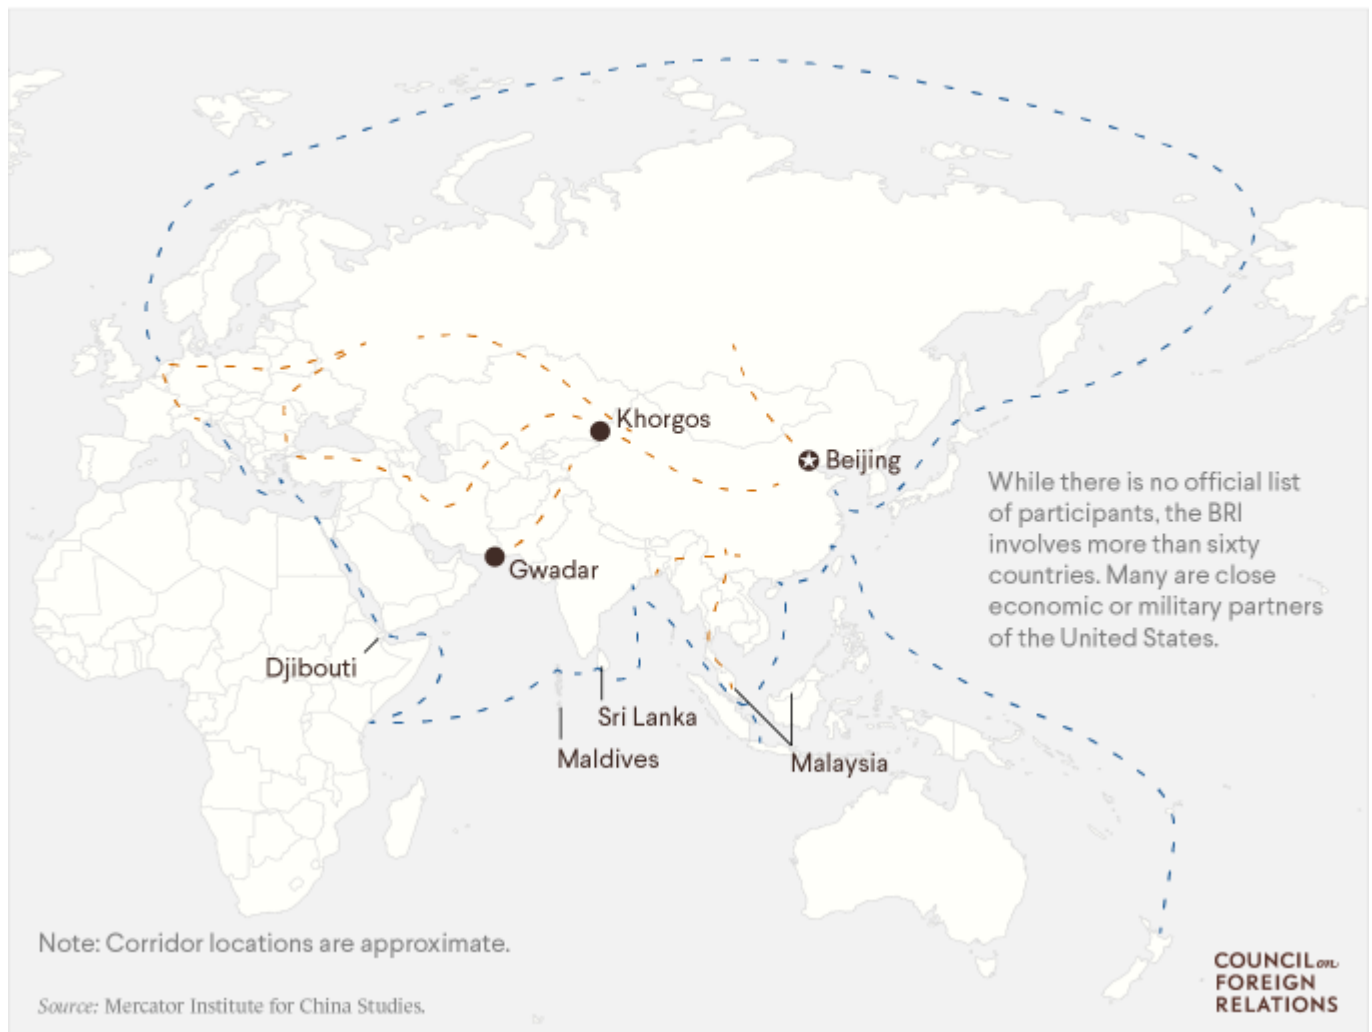 Khorgos
Beijing
While there is no official list
of participants, the BRI
involves more than sixty
countries. Many are close
economic or military partners
of the United States.
Gwadar
Djibouti
Sri Lanka
Maldives
Malaysia
Note: Corridor locations are approximate.
Source: Mercator Institute for China Studies.
COUNCIL on
FOREIGN
RELATIONS